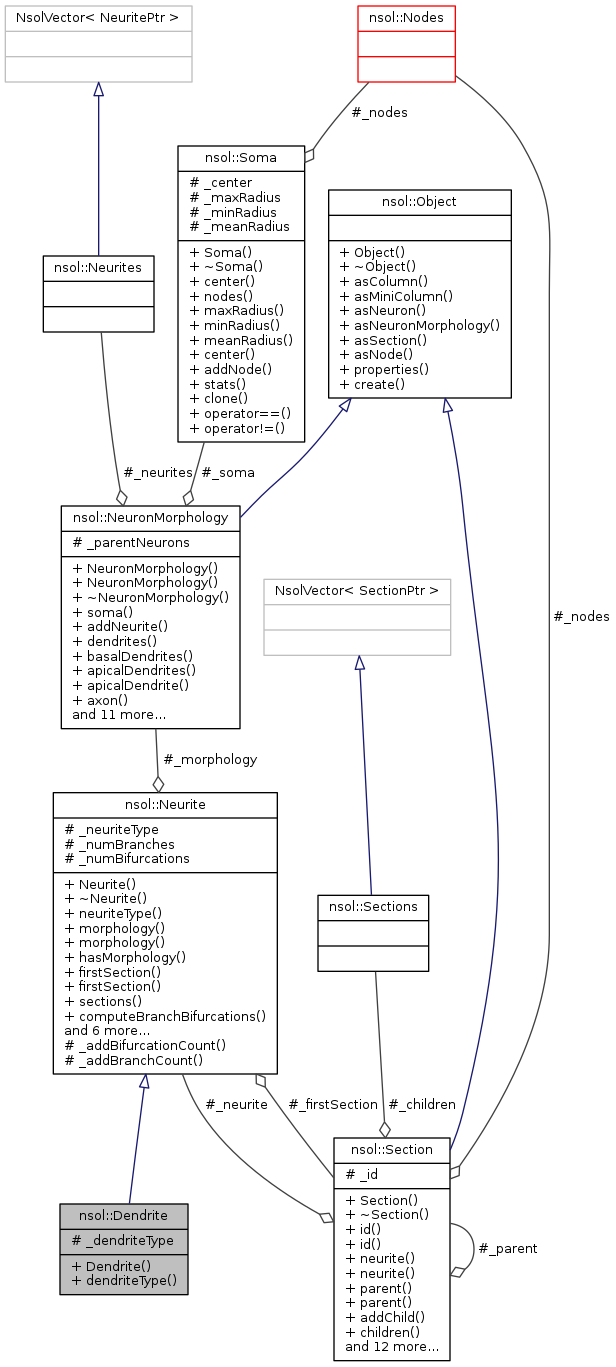 NsolVector< NeuritePtr >
nsol::Nodes
#_nodes
nsol::Soma
# _center
# _maxRadius
# _minRadius
# _meanRadius
+ Soma()
+ ~Soma()
+ center()
+ nodes()
+ maxRadius()
+ minRadius()
+ meanRadius()
+ center()
+ addNode()
+ stats()
+ clone()
+ operator==()
+ operator!=()
nsol::Object
+ Object()
+ ~Object()
+ asColumn()
+ asMiniColumn()
+ asNeuron()
+ asNeuronMorphology()
+ asSection()
+ asNode()
+ properties()
+ create()
nsol::Neurites
#_neurites
#_soma
nsol::NeuronMorphology
# _parentNeurons
+ NeuronMorphology()
+ NeuronMorphology()
+ ~NeuronMorphology()
+ soma()
+ addNeurite()
+ dendrites()
+ basalDendrites()
+ apicalDendrites()
+ apicalDendrite()
+ axon()
and 11 more...
NsolVector< SectionPtr >
#_nodes
#_morphology
nsol::Neurite
# _neuriteType
# _numBranches
# _numBifurcations
+ Neurite()
+ ~Neurite()
+ neuriteType()
+ morphology()
+ morphology()
+ hasMorphology()
+ firstSection()
+ firstSection()
+ sections()
+ computeBranchBifurcations()
and 6 more...
# _addBifurcationCount()
# _addBranchCount()
nsol::Sections
#_neurite
#_firstSection
#_children
nsol::Section
# _id
+ Section()
+ ~Section()
+ id()
+ id()
+ neurite()
+ neurite()
+ parent()
+ parent()
+ addChild()
+ children()
and 12 more...
#_parent
nsol::Dendrite
# _dendriteType
+ Dendrite()
+ dendriteType()